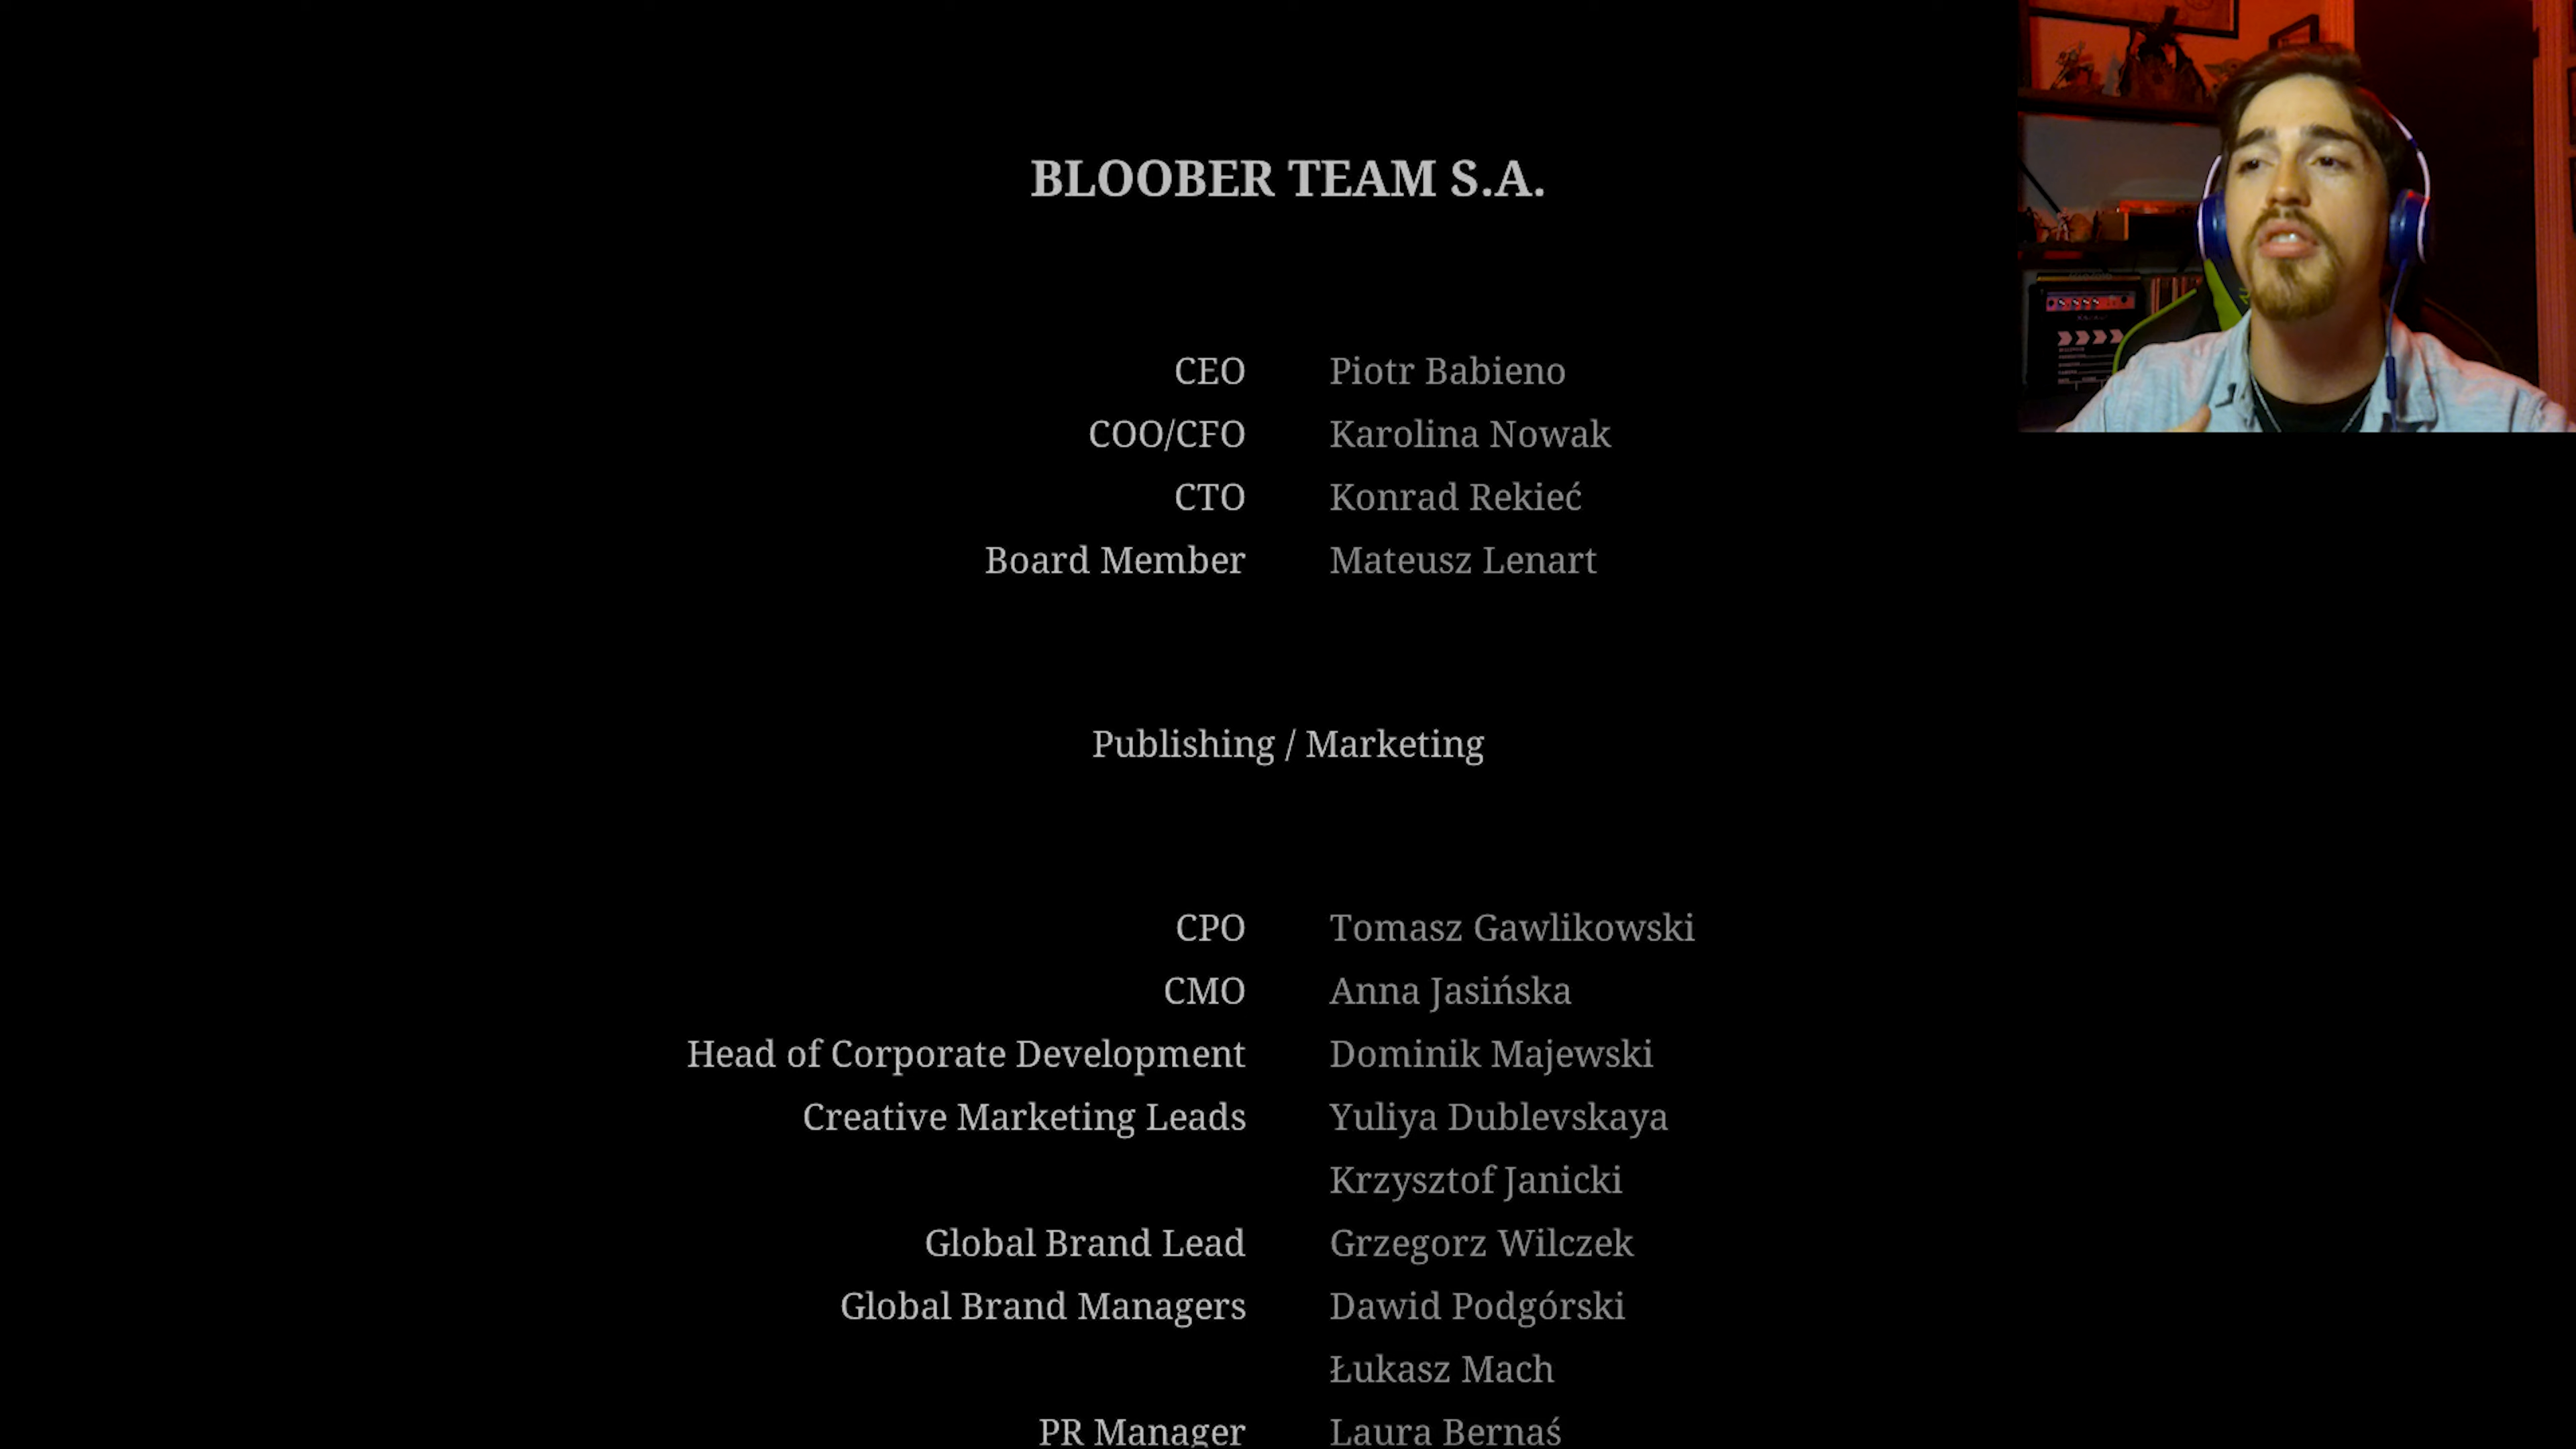 BLOOBER TEAM S.A.
CEO Piotr Babieno
COO/CFO Karolina Nowak
CTO Konrad Rekieć
Board Member Mateusz Lenart
Publishing / Marketing
CPO Tomasz Gawlikowski
CMO Anna Jasińska
Head of Corporate Development Dominik Majewski
Creative Marketing Leads Yuliya Dublevskaya
Krzysztof Janicki
Global Brand Lead Grzegorz Wilczek
Global Brand Managers Dawid Podgórski
Łukasz Mach
PR Manager Laura Bernaś